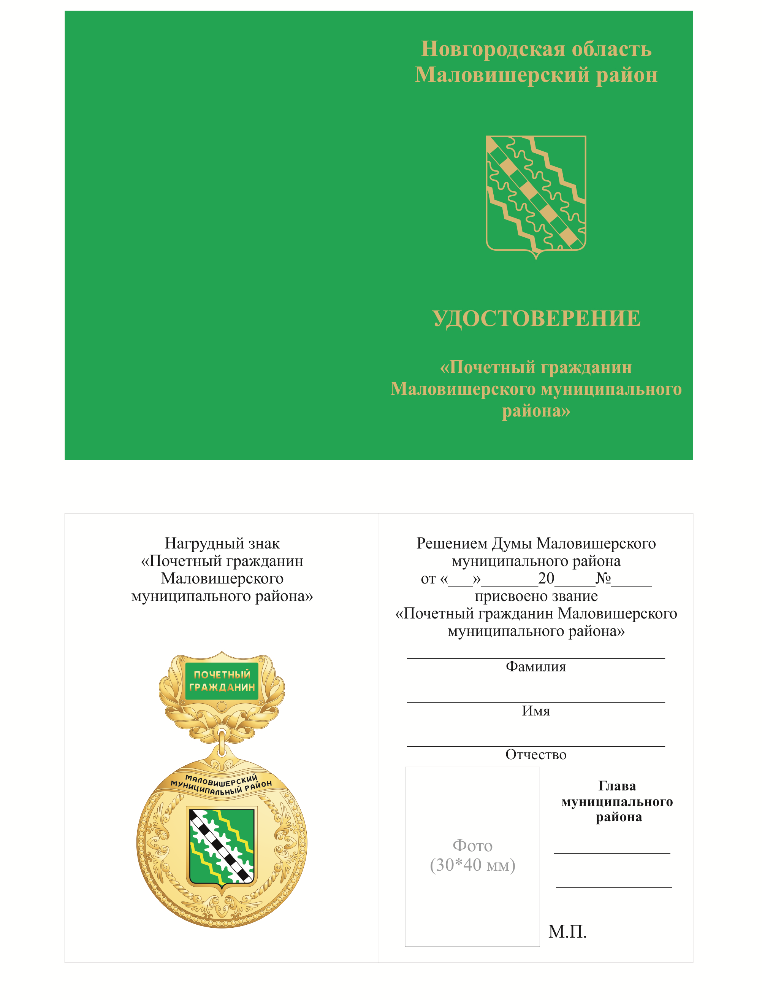 Новгородская область
Маловишерский район
УДОСТОВЕРЕНИЕ
«Почетный гражданин
Маловишерского муниципального
района»
Нагрудный знак
«Почетный гражданин
Маловишерского
муниципального района»
ПОЧЕТНЫЙ
ГРАЖДАНИН
МАЛОВИШЕРСКИЙ
МУНИЦИПАЛЬНЫЙ РАЙОН
Решением Думы Маловишерского
муниципального района
от «___»_______20_____№_____
присвоено звание
«Почетный гражданин Маловишерского
муниципального района»
Фамилия
Имя
Отчество
Фото
(30*40 мм)
Глава
муниципального
района
М.П.